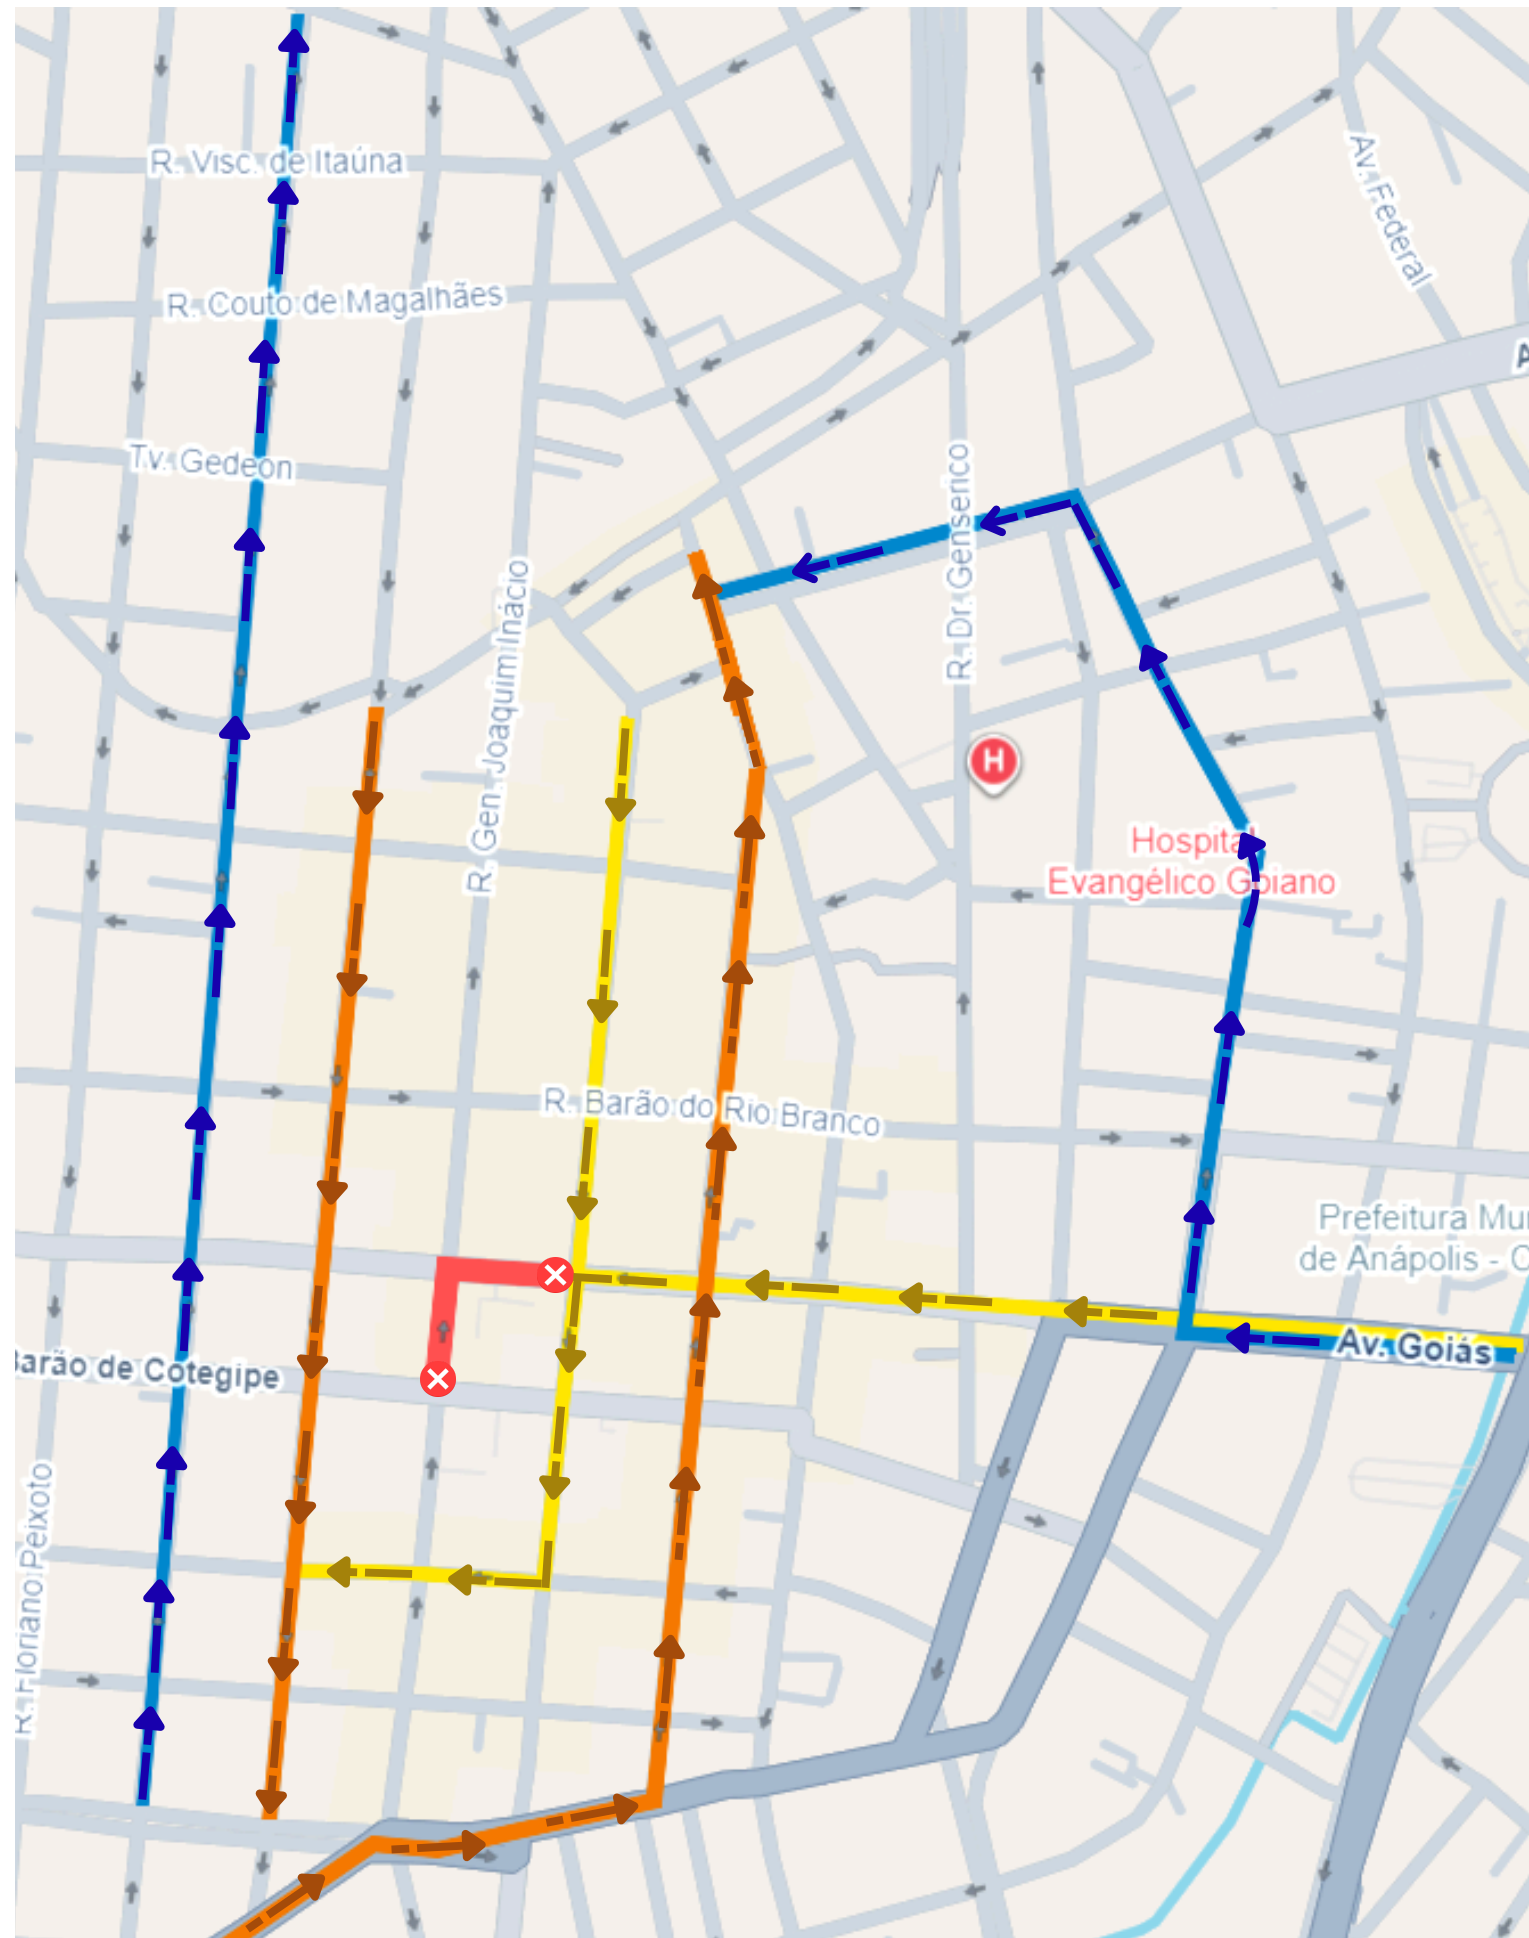 R. Visc. de Itaúna
Av. Federal
R. Couto de Magalhães
A
Tv. Gedeon
R. Dr. Genserico
R. Gen. Joaquim Inácio
H
Hospital
Evangélico Goiano
R. Barão do Rio Branco
Prefeitura Mu
de Anápolis - C
Av. Goiás
Barão de Cotegipe
R. Floriano Peixoto